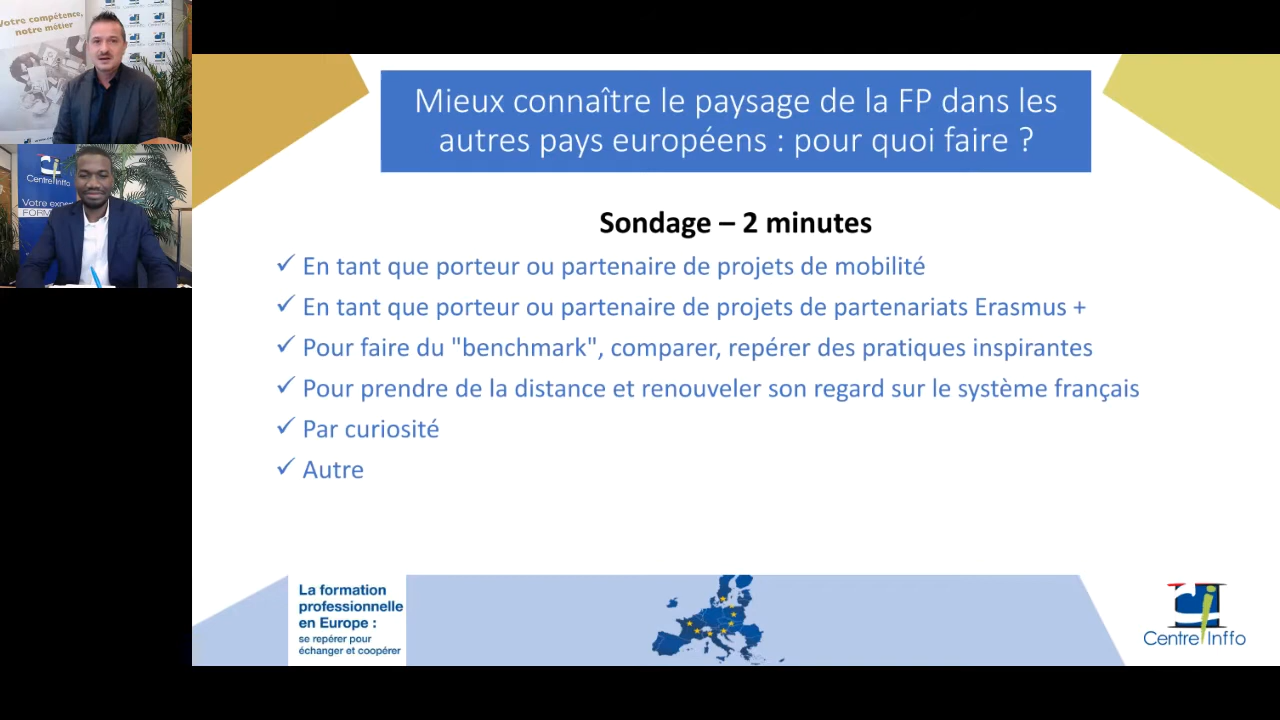 Votre compétence,
notre métier
Centre Inffo
Centre Inffo
Votre exper
FORM
Mieux connaître le paysage de la FP dans les
autres pays européens : pour quoi faire ?
Sondage – 2 minutes
✓ En tant que porteur ou partenaire de projets de mobilité
✓ En tant que porteur ou partenaire de projets de partenariats Erasmus +
✓ Pour faire du "benchmark", comparer, repérer des pratiques inspirantes
✓ Pour prendre de la distance et renouveler son regard sur le système français
✓ Par curiosité
✓ Autre
La formation
professionnelle
en Europe :
se repérer pour
échanger et coopérer
Centre Inffo